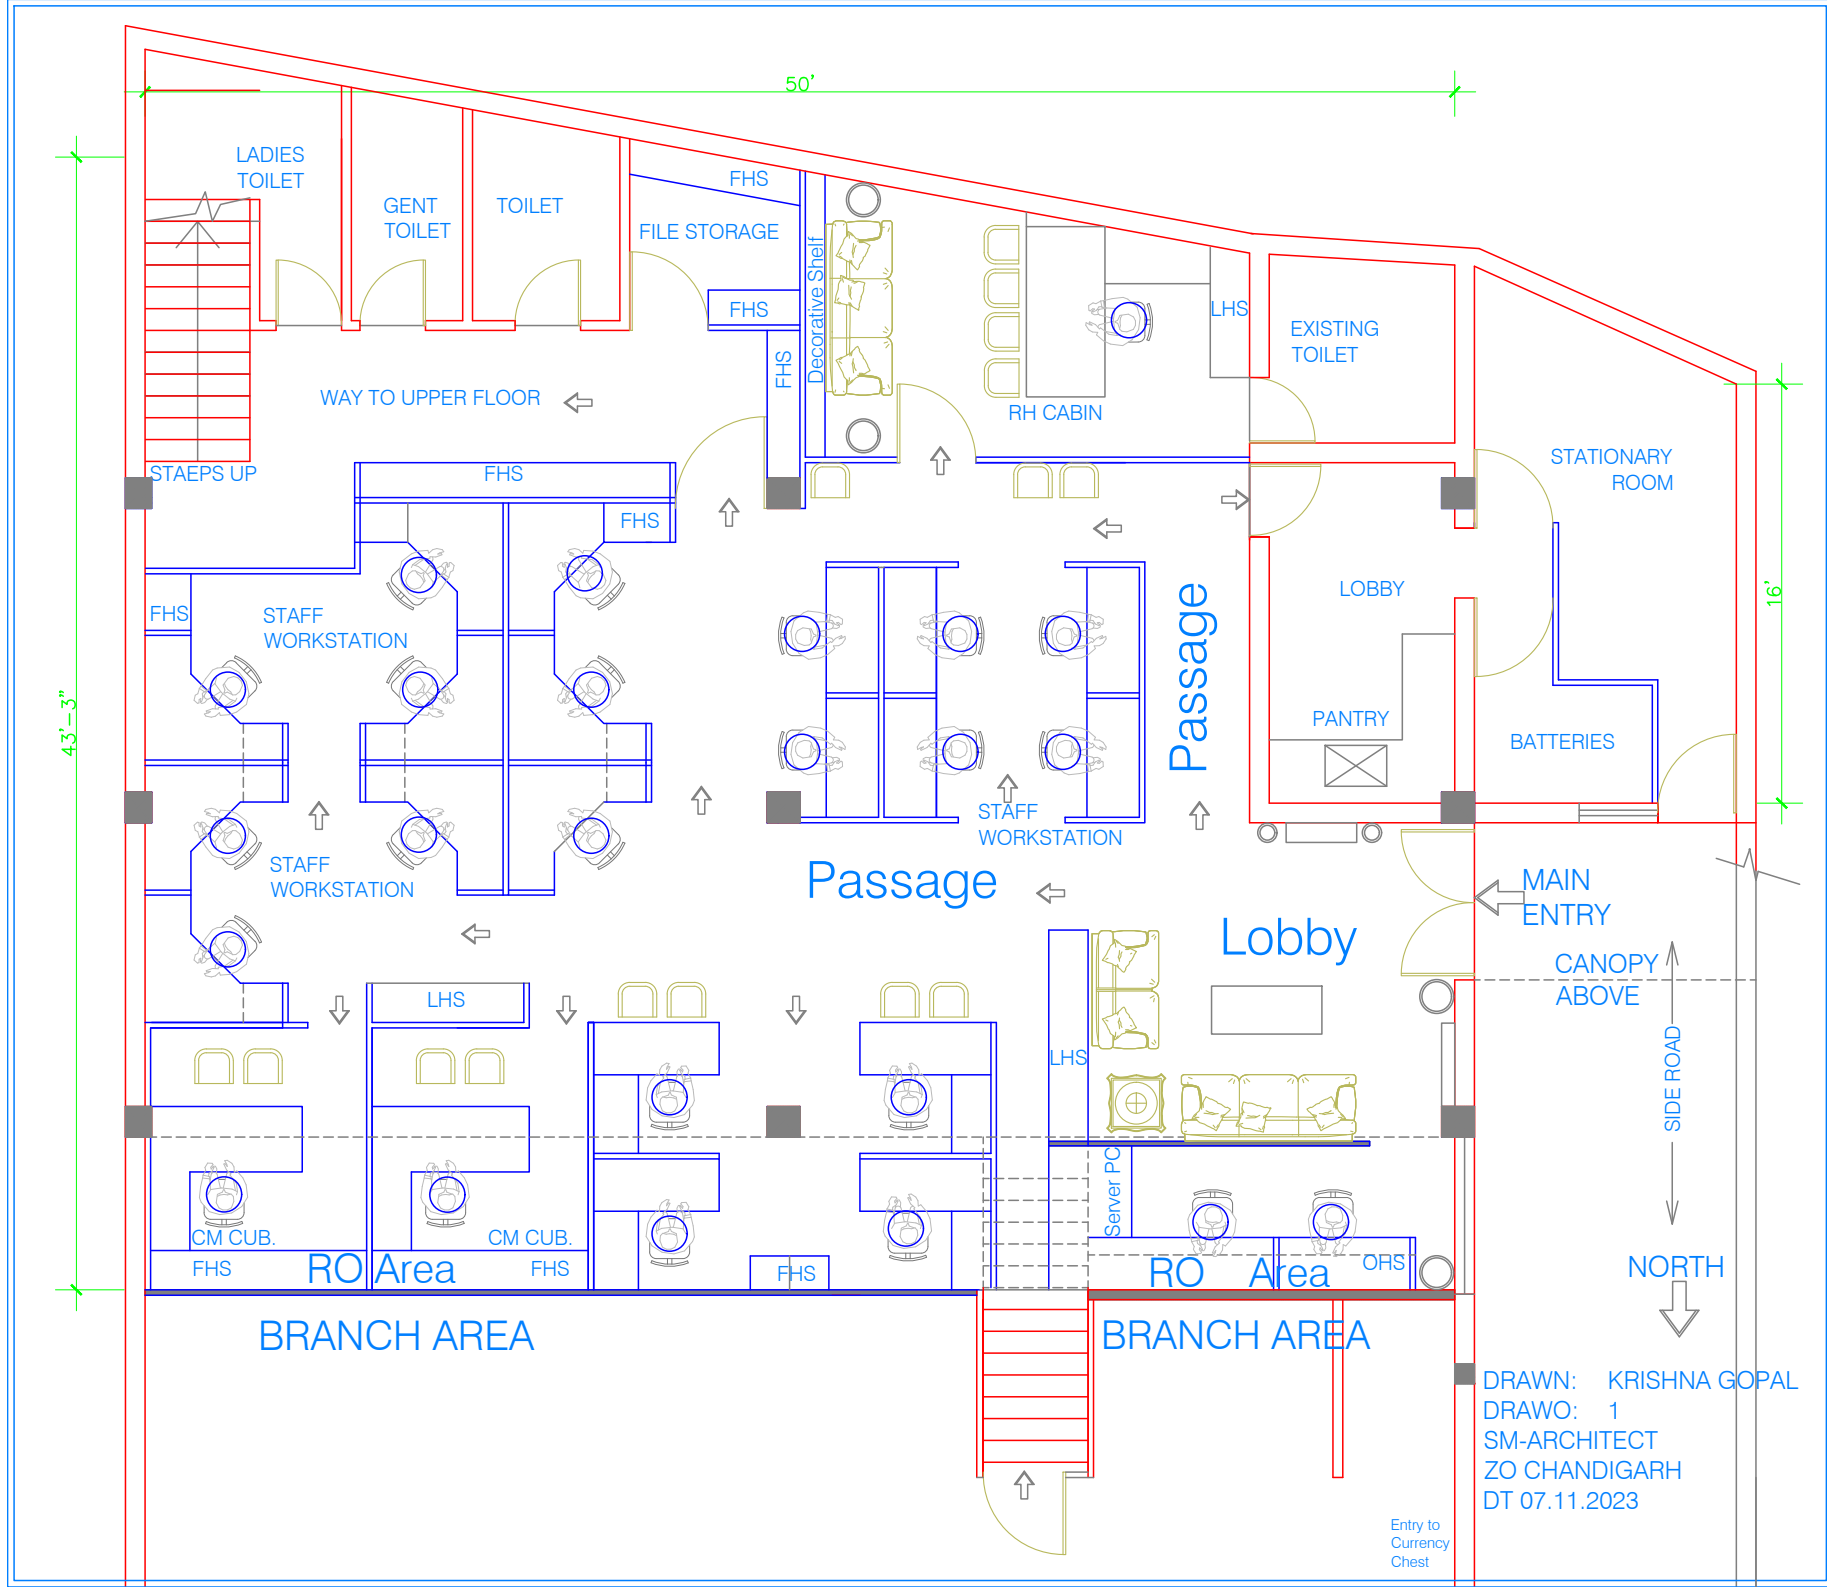 50'
LADIES
TOILET
GENT
TOILET
TOILET
FHS
FILE STORAGE
FHS
FHS
Decorative Shelf
LHS
EXISTING
TOILET
RH CABIN
WAY TO UPPER FLOOR
STAEPS UP
FHS
FHS
STATIONARY
ROOM
16'
43'-3"
FHS
STAFF
WORKSTATION
LOBBY
Passage
PANTRY
BATTERIES
STAFF
WORKSTATION
STAFF
WORKSTATION
Passage
MAIN
ENTRY
Lobby
CANOPY
ABOVE
LHS
LHS
SIDE ROAD
Senver PC
CM CUB.
CM CUB.
FHS
RO Area
FHS
FHS
RO Area
OHS
NORTH
BRANCH AREA
BRANCH AREA
DRAWN: KRISHNA GOPAL
DRAWO: 1
SM-ARCHITECT
ZO CHANDIGARH
DT 07.11.2023
Entry to
Currency
Chest